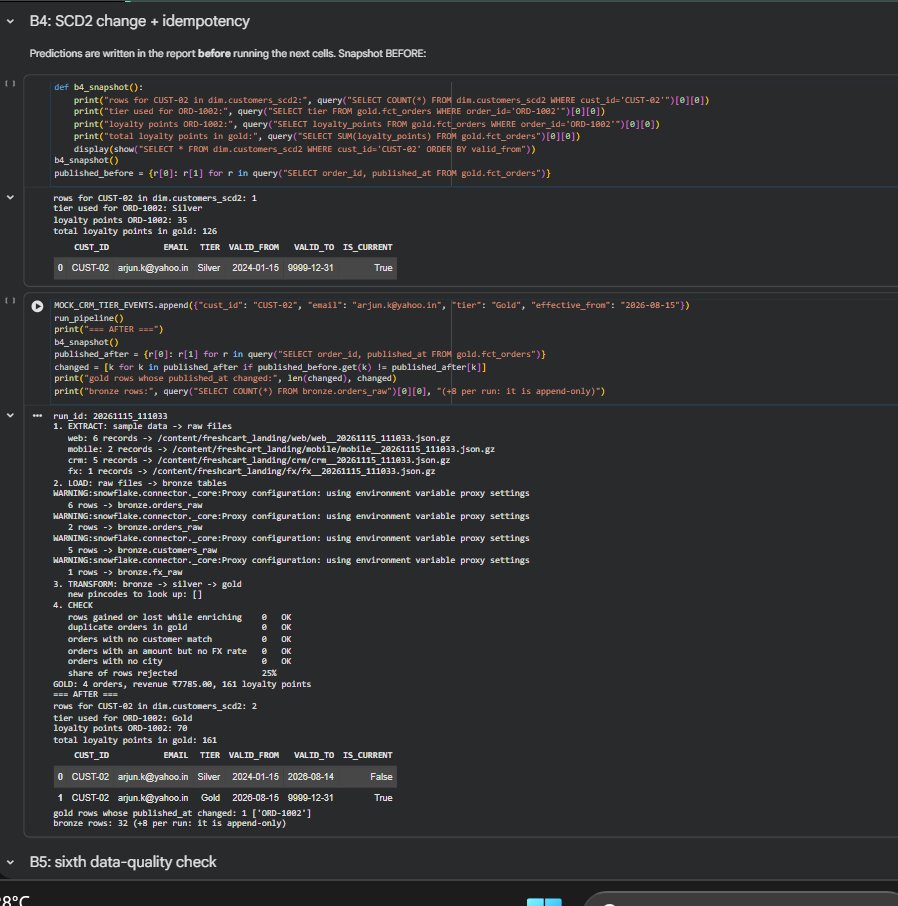 B4: SCD2 change + idempotency
Predictions are written in the report before running the next cells. Snapshot BEFORE:
[ ]
def b4_snapshot():
    print("rows for CUST-02 in dim.customers_scd2:", query("SELECT COUNT(*) FROM dim.customers_scd2 WHERE cust_id='CUST-02'")[0][0])
    print("tier used for ORD-1002:", query("SELECT tier FROM gold.fct_orders WHERE order_id='ORD-1002'")[0][0])
    print("loyalty points ORD-1002:", query("SELECT loyalty_points FROM gold.fct_orders WHERE order_id='ORD-1002'")[0][0])
    print("total loyalty points in gold:", query("SELECT SUM(loyalty_points) FROM gold.fct_orders")[0][0])
    display(show("SELECT * FROM dim.customers_scd2 WHERE cust_id='CUST-02' ORDER BY valid_from"))
b4_snapshot()
published_before = {r[0]: r[1] for r in query("SELECT order_id, published_at FROM gold.fct_orders")}
rows for CUST-02 in dim.customers_scd2: 1
tier used for ORD-1002: Silver
loyalty points ORD-1002: 35
total loyalty points in gold: 126
CUST_ID EMAIL TIER VALID_FROM VALID_TO IS_CURRENT
0 CUST-02 arjun.k@yahoo.in Silver 2024-01-15 9999-12-31 True
[ ]
MOCK_CRM_TIER_EVENTS.append({"cust_id": "CUST-02", "email": "arjun.k@yahoo.in", "tier": "Gold", "effective_from": "2026-08-15"})
run_pipeline()
print("=== AFTER ===")
b4_snapshot()
published_after = {r[0]: r[1] for r in query("SELECT order_id, published_at FROM gold.fct_orders")}
changed = [k for k in published_after if published_before.get(k) != published_after[k]]
print("gold rows whose published_at changed:", len(changed), changed)
print("bronze rows:", query("SELECT COUNT(*) FROM bronze.orders_raw")[0][0], "(+8 per run: it is append-only)")
run_id: 20261115_111033
1. EXTRACT: sample data -> raw files
   web: 6 records -> /content/freshcart_landing/web/web__20261115_111033.json.gz
   mobile: 2 records -> /content/freshcart_landing/mobile/mobile__20261115_111033.json.gz
   crm: 5 records -> /content/freshcart_landing/crm/crm__20261115_111033.json.gz
   fx: 1 records -> /content/freshcart_landing/fx/fx__20261115_111033.json.gz
2. LOAD: raw files -> bronze tables
WARNING:snowflake.connector._core:Proxy configuration: using environment variable proxy settings
   6 rows -> bronze.orders_raw
WARNING:snowflake.connector._core:Proxy configuration: using environment variable proxy settings
   2 rows -> bronze.orders_raw
WARNING:snowflake.connector._core:Proxy configuration: using environment variable proxy settings
   5 rows -> bronze.customers_raw
WARNING:snowflake.connector._core:Proxy configuration: using environment variable proxy settings
   1 rows -> bronze.fx_raw
3. TRANSFORM: bronze -> silver -> gold
   new pincodes to look up: []
4. CHECK
   rows gained or lost while enriching 0 OK
   duplicate orders in gold 0 OK
   orders with no customer match 0 OK
   orders with an amount but no FX rate 0 OK
   orders with no city 0 OK
   share of rows rejected 25%
GOLD: 4 orders, revenue ₹7785.00, 161 loyalty points
=== AFTER ===
rows for CUST-02 in dim.customers_scd2: 2
tier used for ORD-1002: Gold
loyalty points ORD-1002: 70
total loyalty points in gold: 161
CUST_ID EMAIL TIER VALID_FROM VALID_TO IS_CURRENT
0 CUST-02 arjun.k@yahoo.in Silver 2024-01-15 2026-08-14 False
1 CUST-02 arjun.k@yahoo.in Gold 2026-08-15 9999-12-31 True
gold rows whose published_at changed: 1 ['ORD-1002']
bronze rows: 32 (+8 per run: it is append-only)
B5: sixth data-quality check
8°C